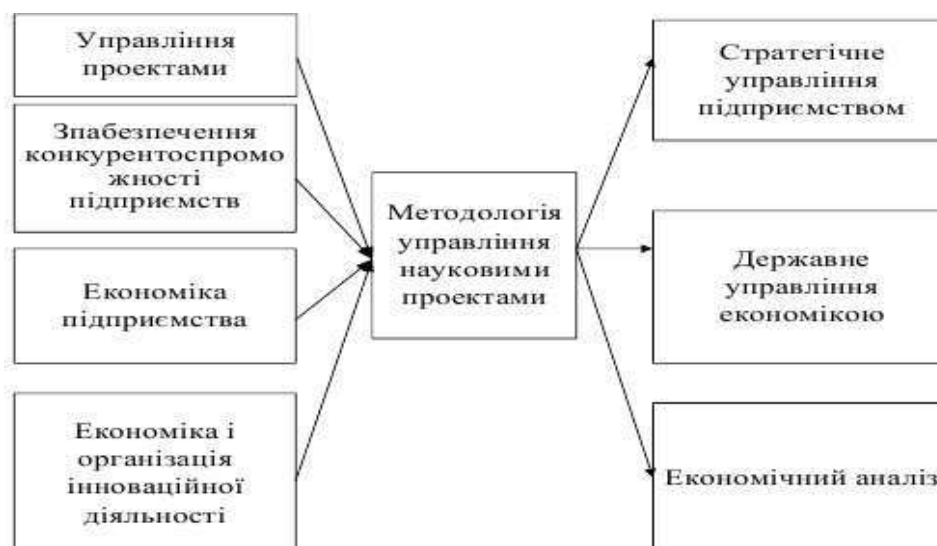 Управління
проектами
Зпабезпечення
конкурентоспромо
жності
підприємств
Економіка
підприємства
Економіка і
організація
інноваційної
діяльності
Методологія
управління
науковими
проектами
Стратегічне
управління
підприємством
Державне
управління
економікою
Економічний аналіз